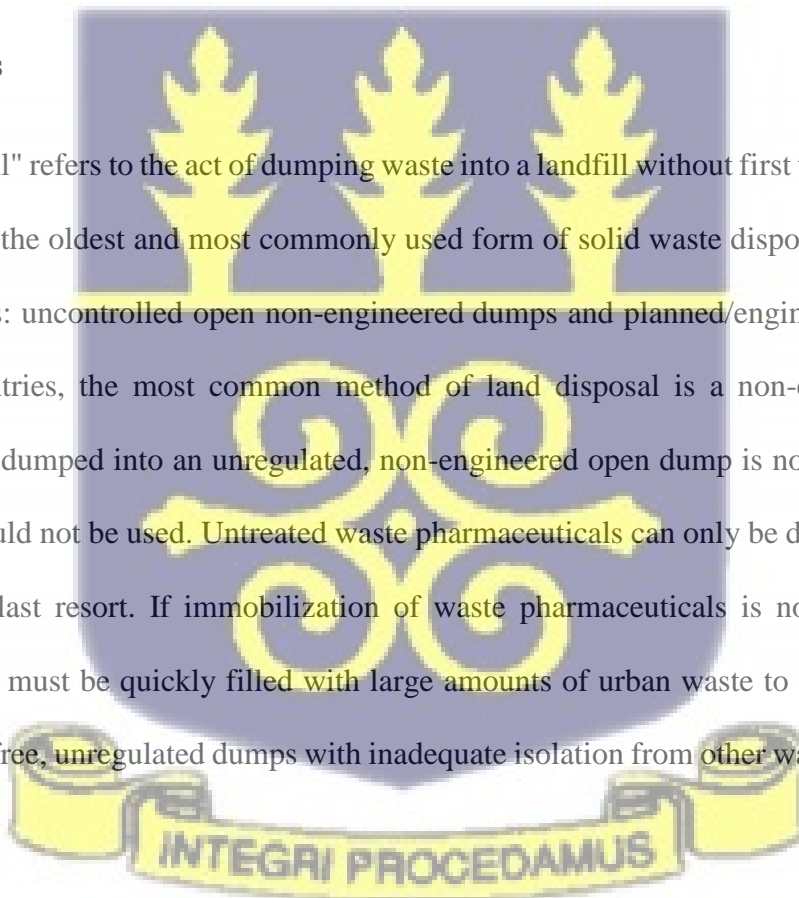 s
l" refers to the act of dumping waste into a landfill without first
the oldest and most commonly used form of solid waste dispo
s: uncontrolled open non-engineered dumps and planned/engin
ntries, the most common method of land disposal is a non-
dumped into an unregulated, non-engineered open dump is no
uld not be used. Untreated waste pharmaceuticals can only be d
last resort. If immobilization of waste pharmaceuticals is no
must be quickly filled with large amounts of urban waste to
free, unregulated dumps with inadequate isolation from other wa
INTEGRI PROCEDAMUS